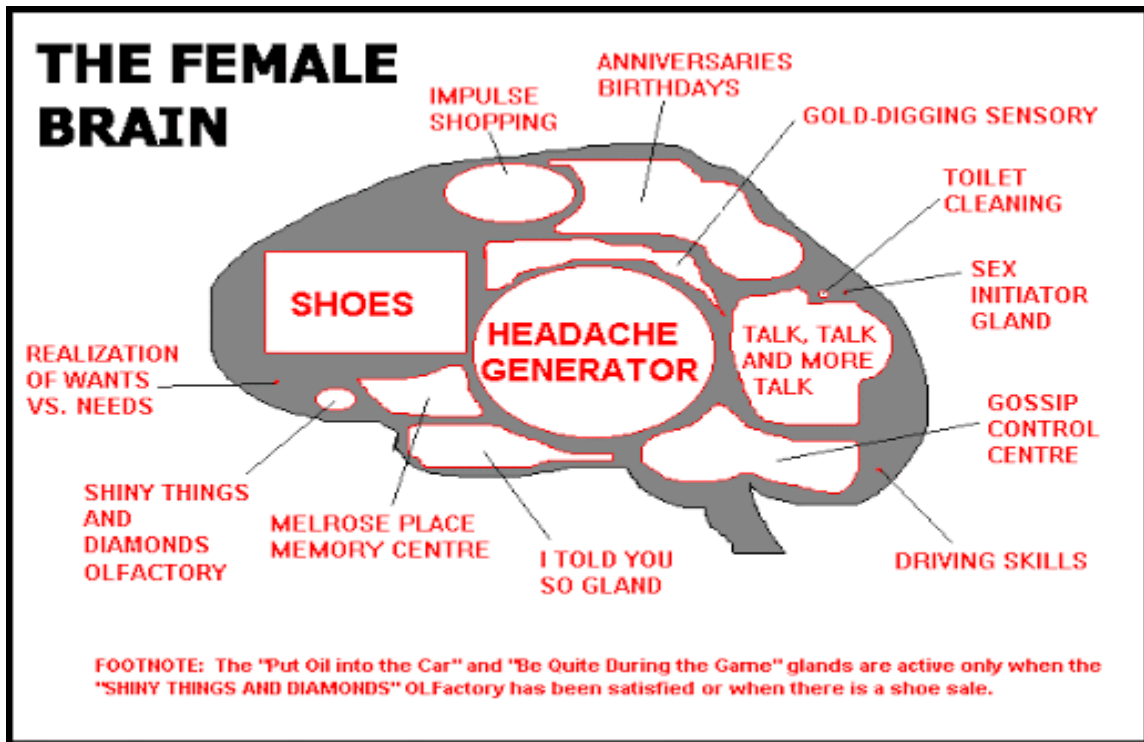 THE FEMALE
BRAIN
IMPULSE
SHOPPING
ANNIVERSARIES
BIRTHDAYS
GOLD-DIGGING SENSORY
TOILET
CLEANING
SEX
INITIATOR
GLAND
SHOES
HEADACHE
GENERATOR
TALK, TALK
AND MORE
TALK
REALIZATION
OF WANTS
VS. NEEDS
GOSSIP
CONTROL
CENTRE
SHINY THINGS
AND
DIAMONDS
OLFACTORY
MELROSE PLACE
MEMORY CENTRE
I TOLD YOU
SO GLAND
DRIVING SKILLS
FOOTNOTE: The "Put Oil into the Car" and "Be Quite During the Game" glands are active only when the
"SHINY THINGS AND DIAMONDS" OLFactory has been satisfied or when there is a shoe sale.